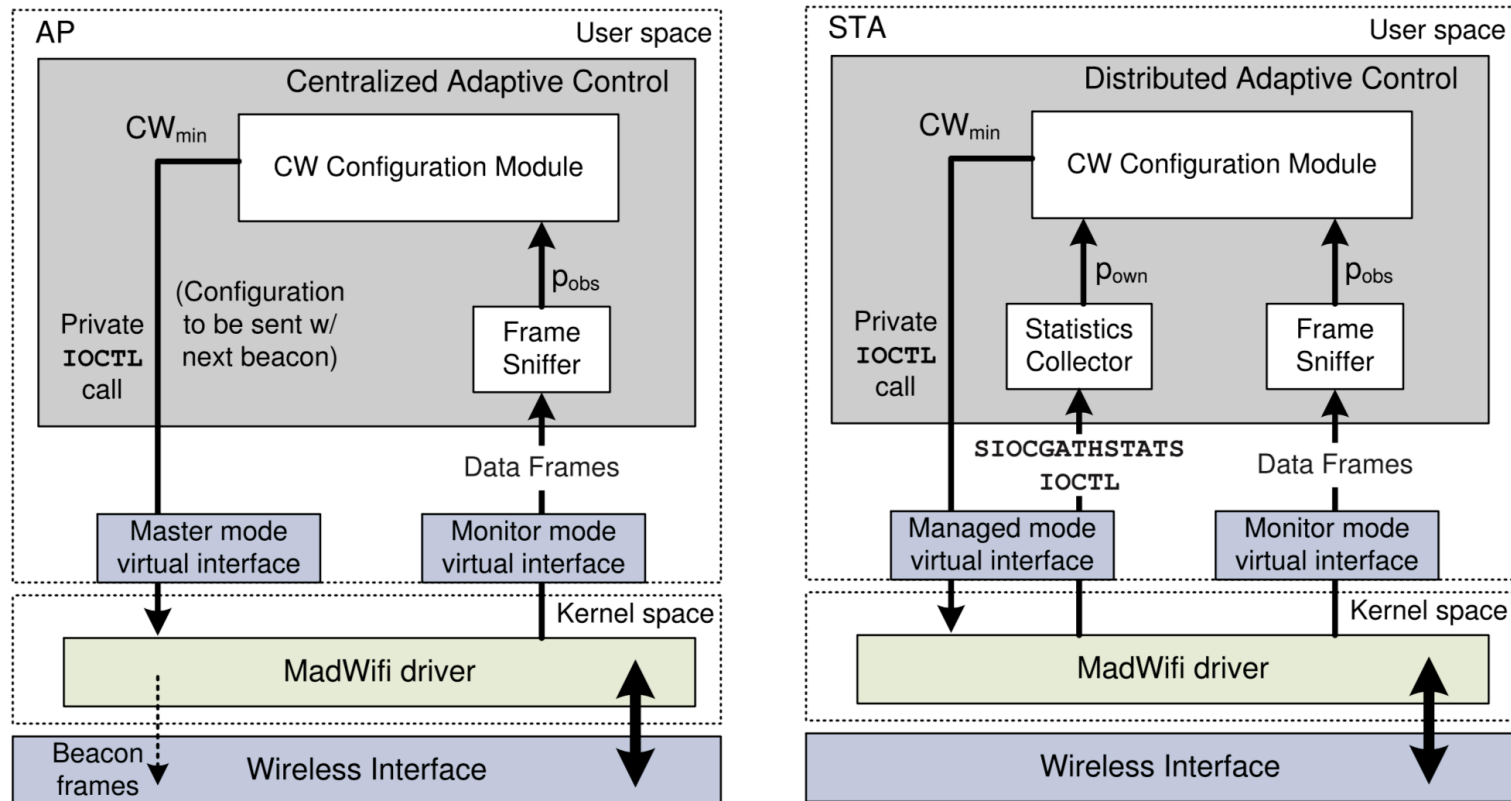 AP
User space
Centralized Adaptive Control
CWmin
CW Configuration Module
pobs
(Configuration
to be sent w/
next beacon)
Private
IOCTL
call
Frame
Sniffer
Data Frames
Master mode
virtual interface
Monitor mode
virtual interface
Kernel space
MadWifi driver
Beacon
frames
Wireless Interface
STA
User space
Distributed Adaptive Control
CWmin
CW Configuration Module
pown
pobs
Private
IOCTL
call
Statistics
Collector
Frame
Sniffer
SIOCGATHSTATS
IOCTL
Data Frames
Managed mode
virtual interface
Monitor mode
virtual interface
Kernel space
MadWifi driver
Wireless Interface